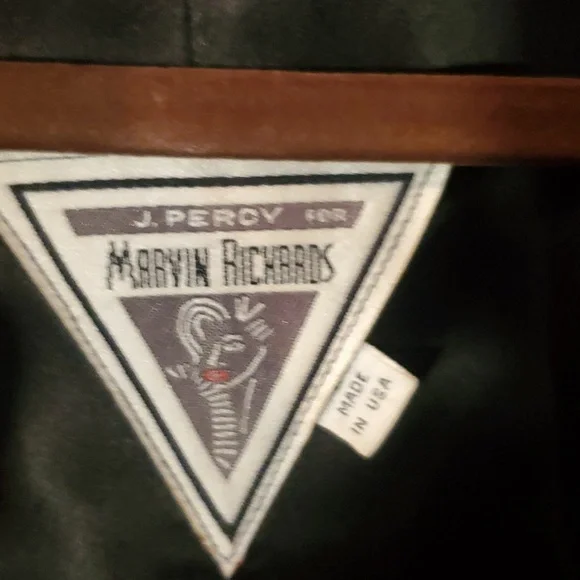 J. PERCY FOR
MARVIN RICHARDS
MADE
IN USA